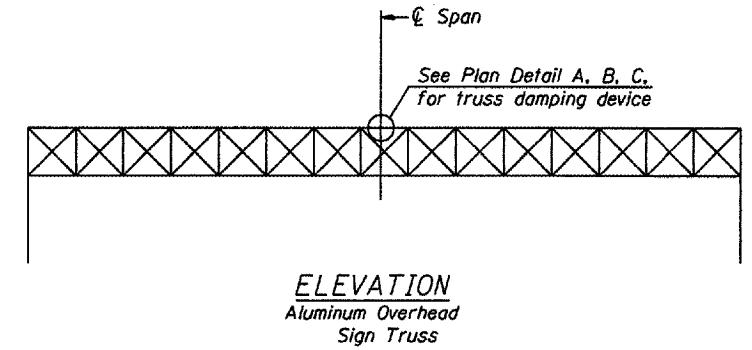 ℄ Span
See Plan Detail A, B, C,
for truss damping device
ELEVATION
Aluminum Overhead
Sign Truss